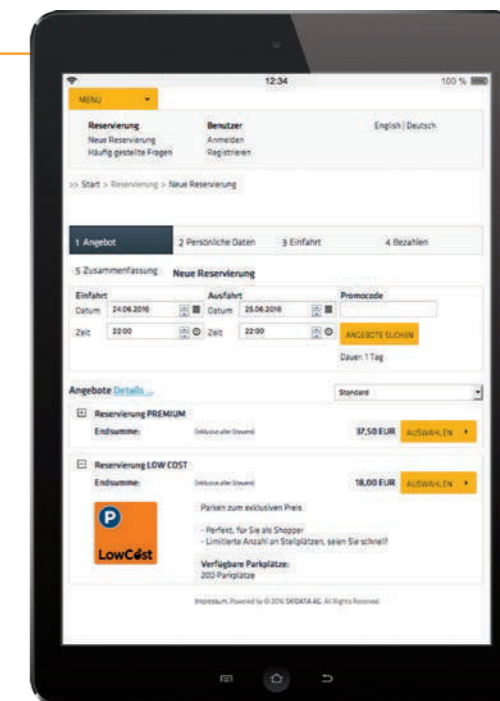 12:34 100 %
MENU
Reservierung Benutzer English | Deutsch
Neue Reservierung Anmelden
Häufig gestellte Fragen Registrieren
>> Start > Reservierung > Neue Reservierung
1 Angebot 2 Persönliche Daten 3 Einfahrt 4 Bezahlen
5 Zusammenfassung Neue Reservierung
Einfahrt Ausfahrt Promocode
Datum 24.06.2016 Datum 25.06.2016
Zeit 22:00 Zeit 22:00 ANGEBOTE SUCHEN
Dauer: 1 Tag
Angebote Details ... Standard
Reservierung PREMIUM
Endsumme: (inklusive aller Steuern) 37,50 EUR AUSWÄHLEN
Reservierung LOW COST
Endsumme: (inklusive aller Steuern) 18,00 EUR AUSWÄHLEN
P
LowCost
Parken zum exklusiven Preis
- Perfekt, für Sie als Shopper
- Limitierte Anzahl an Stellplätzen, seien Sie schnell!
Verfügbare Parkplätze:
200 Parkplätze
Impressum. Powered by © 2016 SKIDATA AG. All Rights Reserved.